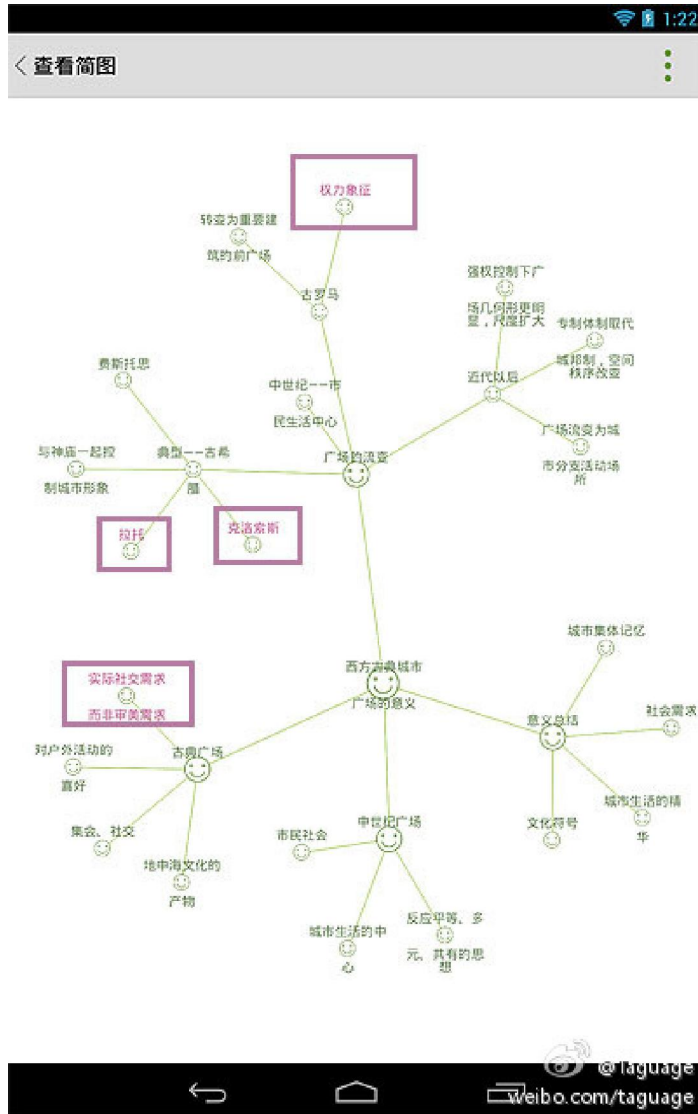 1:22
查看简图
权力象征
转变为重要建
筑的前广场
古罗马
强权控制下广
场几何形更明
显，尺度扩大
专制体制取代
城邦制，空间
秩序改变
近代以后
费斯托思
中世纪--市
民生活中心
广场流变为城
市分支活动场
所
与神庙一起控
制城市形象
典型--古希
腊
广场的流变
拉托
克洛索斯
城市集体记忆
实际社交需求
而非审美需求
西方古典城市
广场的意义
社会需求
意义总结
对户外活动的
喜好
古典广场
城市生活的精
华
集会、社交
市民社会
中世纪广场
文化符号
地中海文化的
产物
城市生活的中
心
反应平等、多
元、共有的思
想
@Taguage
weibo.com/taguage